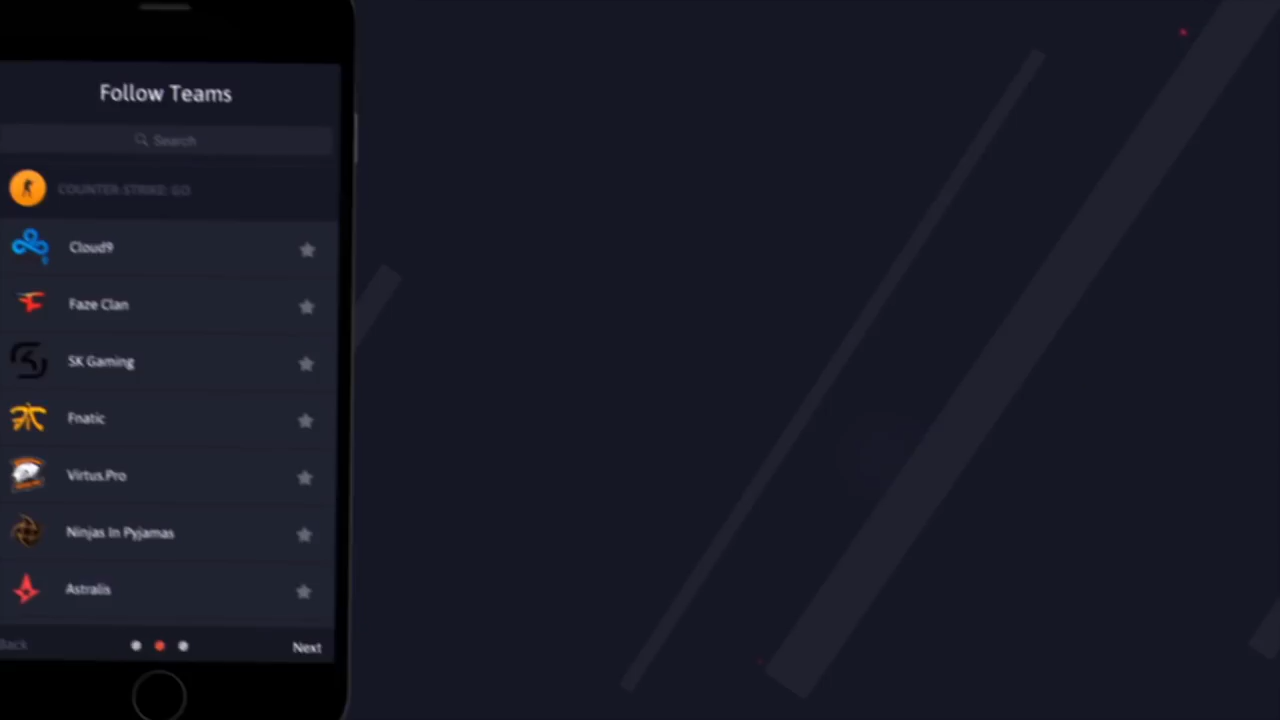 Follow Teams
Search
COUNTER-STRIKE: GO
Cloud9
Faze Clan
SK Gaming
Fnatic
Virtus.Pro
Ninjas In Pyjamas
Astralis
Back
Next